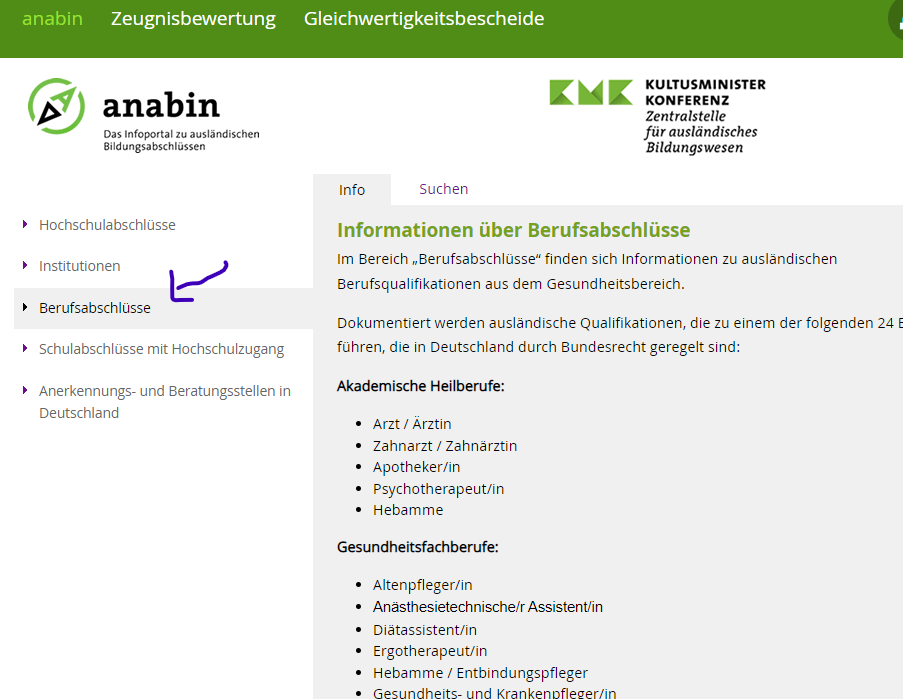 anabin Zeugnisbewertung Gleichwertigkeitsbescheide
anabin
Das Infoportal zu ausländischen
Bildungsabschlüssen
KMK
KULTUSMINISTER
KONFERENZ
Zentralstelle
für ausländisches
Bildungswesen
Hochschulabschlüsse
Institutionen
Berufsabschlüsse
Schulabschlüsse mit Hochschulzugang
Anerkennungs- und Beratungsstellen in
Deutschland
Info Suchen
Informationen über Berufsabschlüsse
Im Bereich „Berufsabschlüsse“ finden sich Informationen zu ausländischen
Berufsqualifikationen aus dem Gesundheitsbereich.
Dokumentiert werden ausländische Qualifikationen, die zu einem der folgenden 24
führen, die in Deutschland durch Bundesrecht geregelt sind:
Akademische Heilberufe:
Arzt / Ärztin
Zahnarzt / Zahnärztin
Apotheker/in
Psychotherapeut/in
Hebamme
Gesundheitsfachberufe:
Altenpfleger/in
Anästhesietechnische/r Assistent/in
Diätassistent/in
Ergotherapeut/in
Hebamme / Entbindungspfleger
Gesundheits- und Krankenpfleger/in